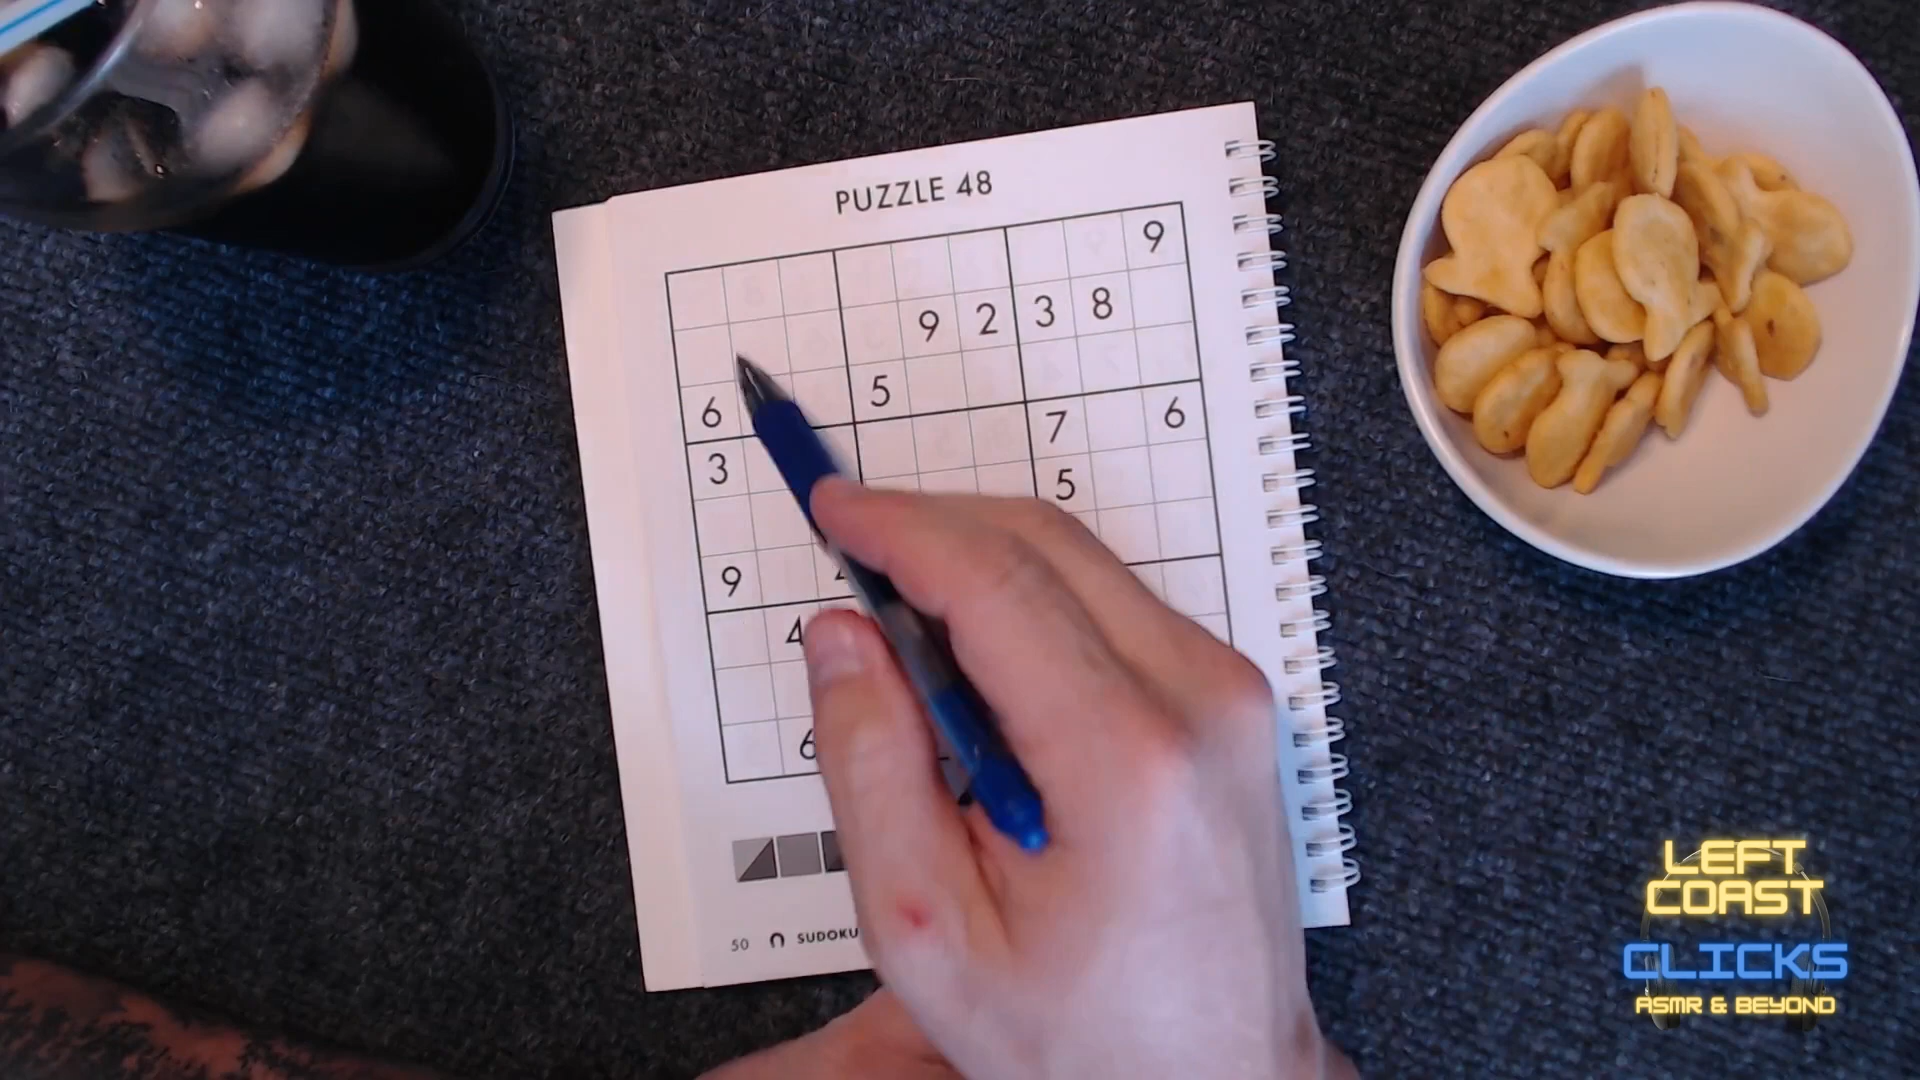 PUZZLE 48
9
9 2 3 8
6 5
3 7 6
5
9
4
6
50 SUDOKU
LEFT
COAST
CLICKS
ASMR & BEYOND